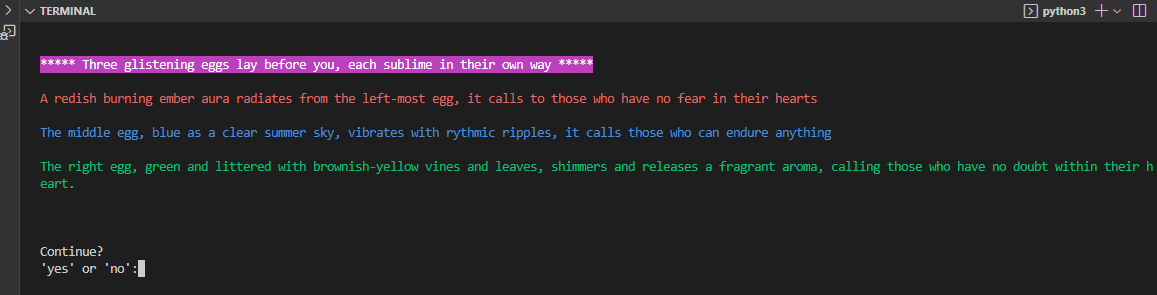 TERMINAL
python3
***** Three glistening eggs lay before you, each sublime in their own way *****
A redish burning ember aura radiates from the left-most egg, it calls to those who have no fear in their hearts
The middle egg, blue as a clear summer sky, vibrates with rythmic ripples, it calls those who can endure anything
The right egg, green and littered with brownish-yellow vines and leaves, shimmers and releases a fragrant aroma, calling those who have no doubt within their h
eart.
Continue?
'yes' or 'no':